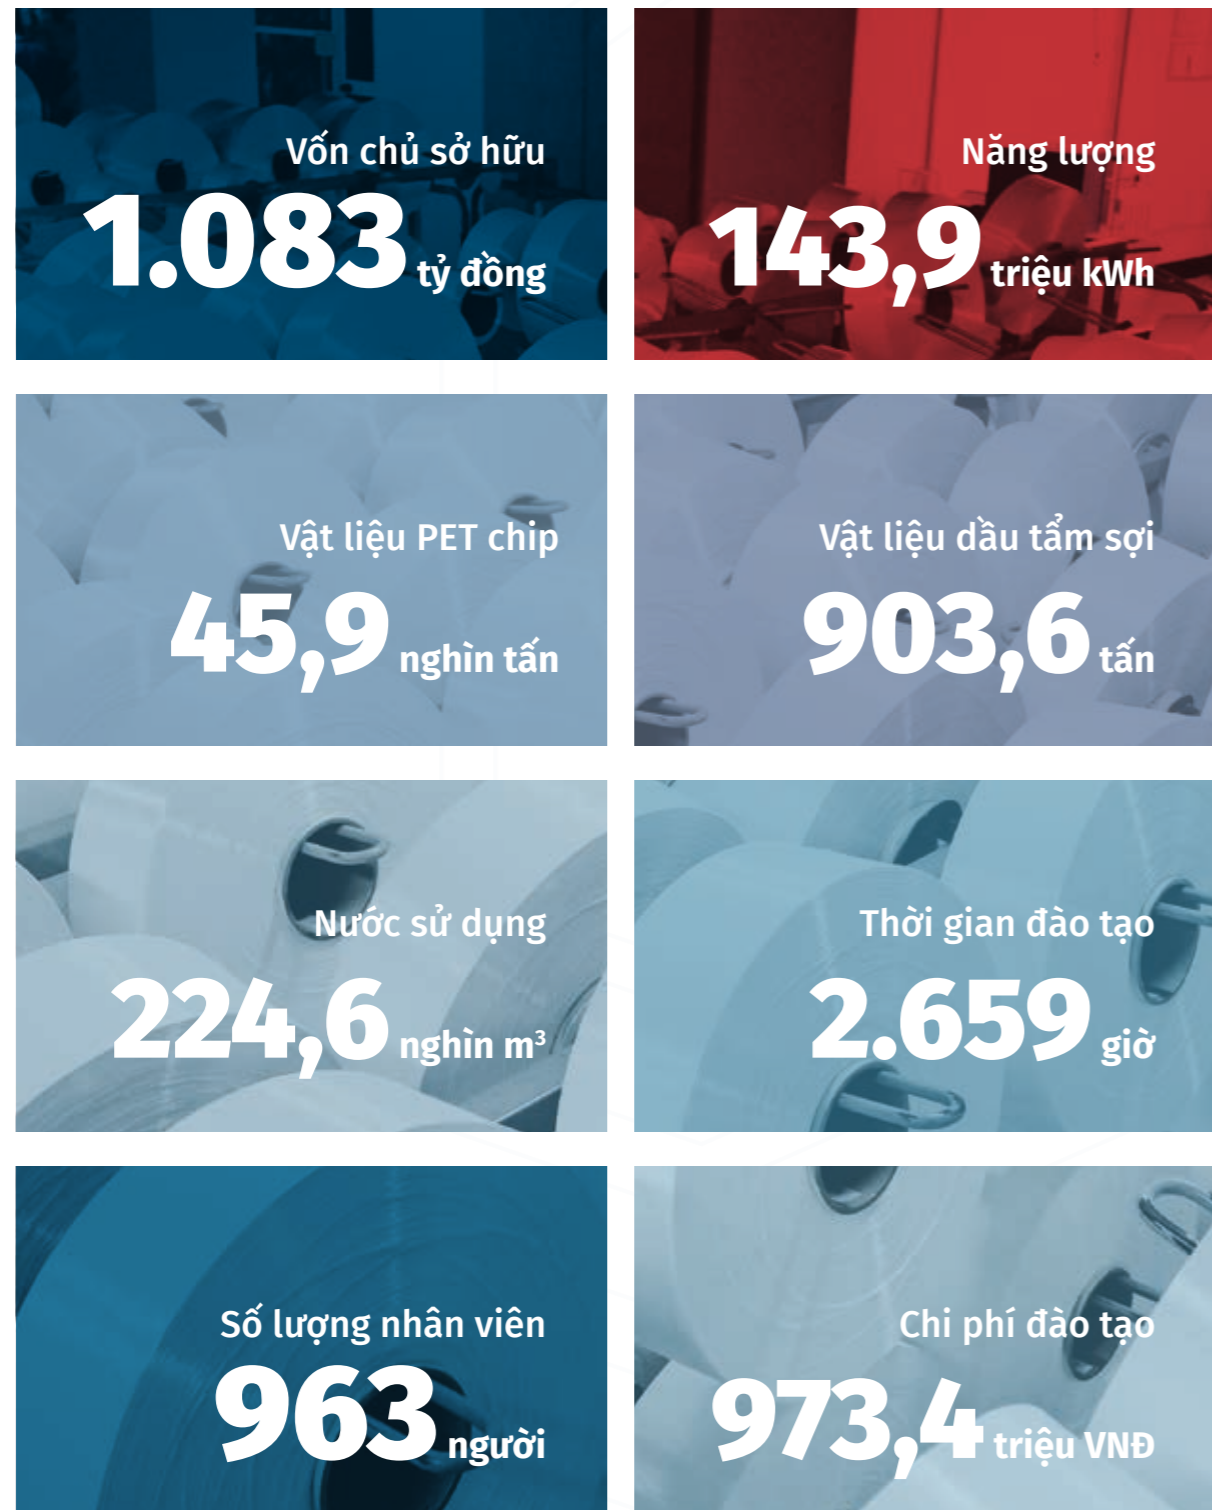 Vốn chủ sở hữu
1.083 tỷ đồng
Năng lượng
143,9 triệu kWh
Vật liệu PET chip
45,9 nghìn tấn
Vật liệu dầu tẩm sợi
903,6 tấn
Nước sử dụng
224,6 nghìn m³
Thời gian đào tạo
2.659 giờ
Số lượng nhân viên
963 người
Chi phí đào tạo
973,4 triệu VNĐ